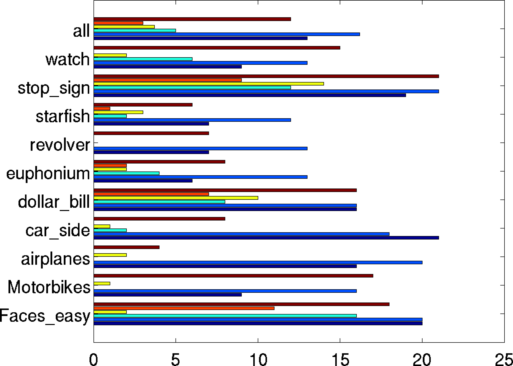 all
watch
stop_sign
starfish
revolver
euphonium
dollar_bill
car_side
airplanes
Motorbikes
Faces_easy
0 5 10 15 20 25